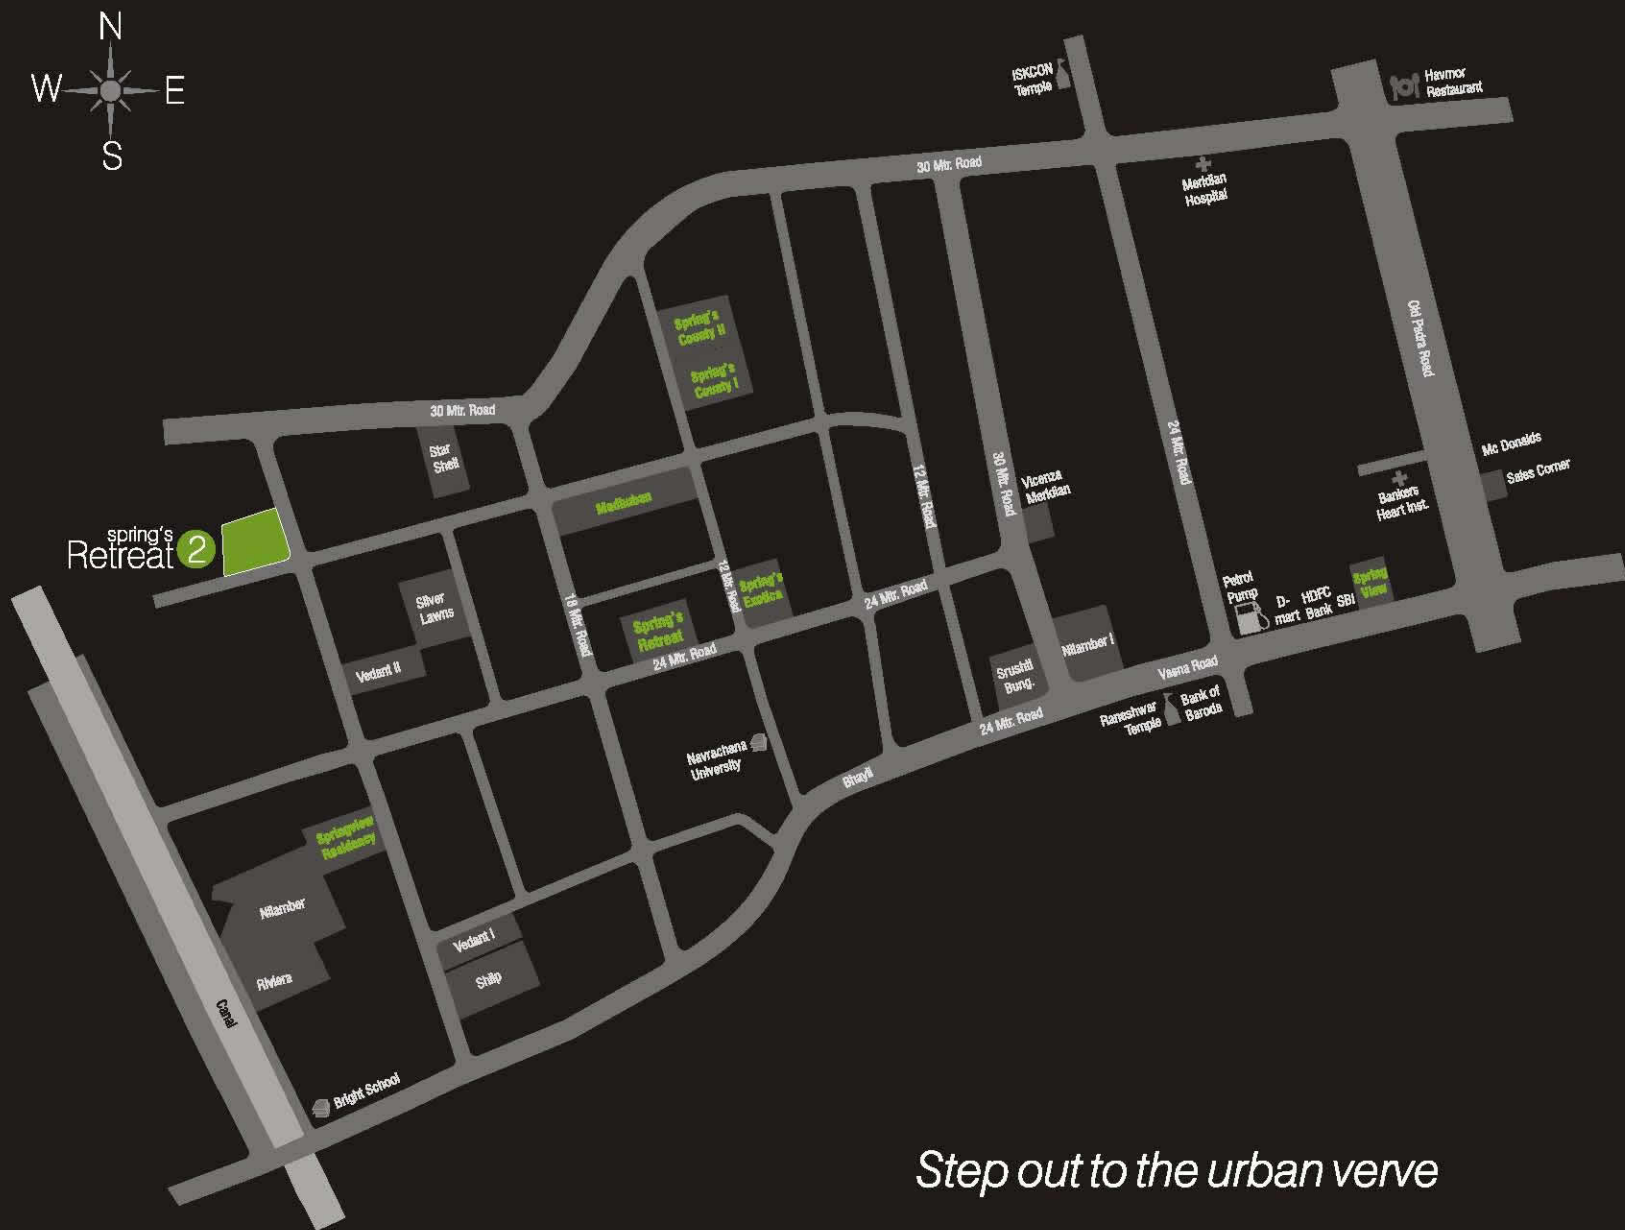 N
W E
S
ISKCON
Temple
Havmor
Restaurant
30 Mtr. Road
Meridian
Hospital
Spring's
County II
Spring's
County I
Old Padra Road
30 Mtr. Road
Star
Shell
24 Mtr. Road
Mc Donalds
Sales Corner
12 Mtr. Road
30 Mtr. Road
Vicenza
Meridian
Bankers
Heart Inst.
Madhuban
spring's
Retreat 2
12 Mtr. Road
Spring's
Exotica
24 Mtr. Road
Petrol
Pump
D-
mart
HDFC
Bank
SBI
Spring
View
Silver
Lawns
18 Mtr. Road
Spring's
Retreat
24 Mtr. Road
Nilamber I
Vedant II
Srushti
Bung.
Vasna Road
24 Mtr. Road
Raneshwar
Temple
Bank of
Baroda
Navrachana
University
Bhayli
Springview
Residency
Nilamber
Riviera
Vedant I
Shilp
Canal
Bright School
Step out to the urban verve